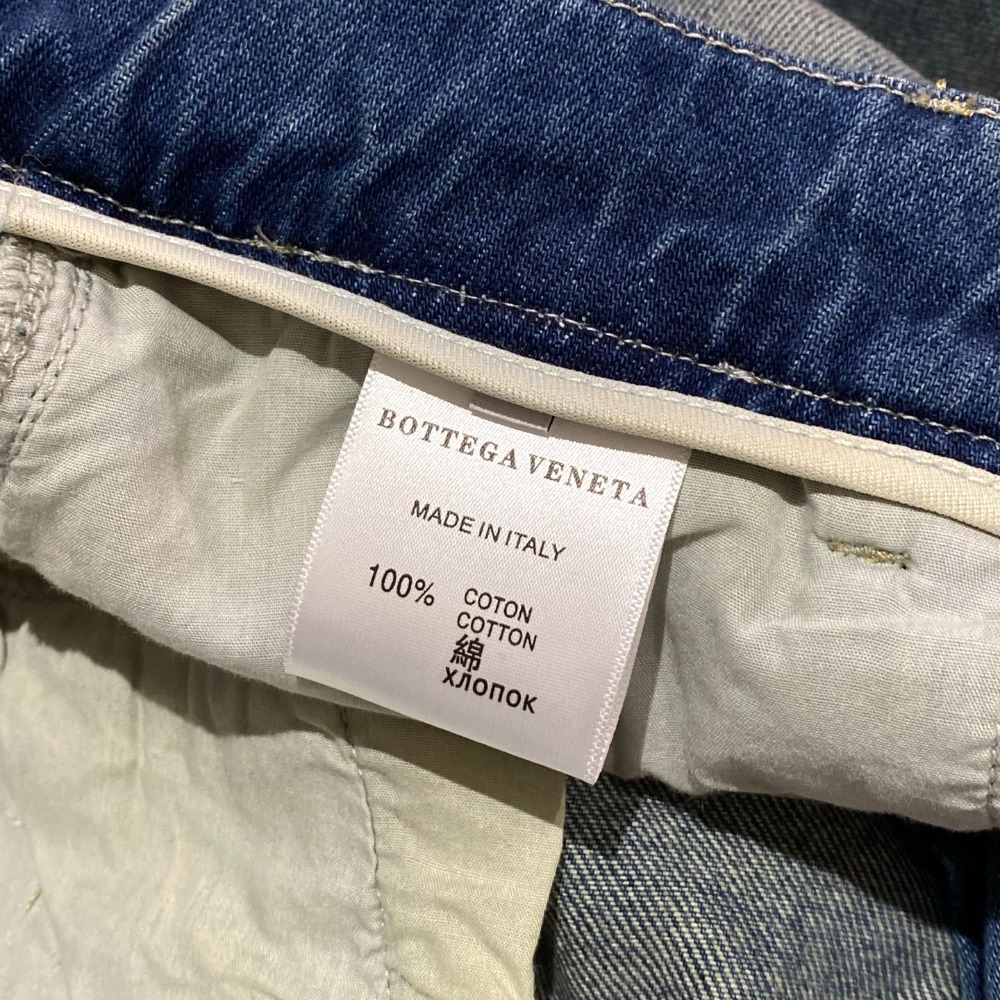 BOTTEGA VENETA
MADE IN ITALY
100% COTON
COTTON
綿
ХЛОПОК